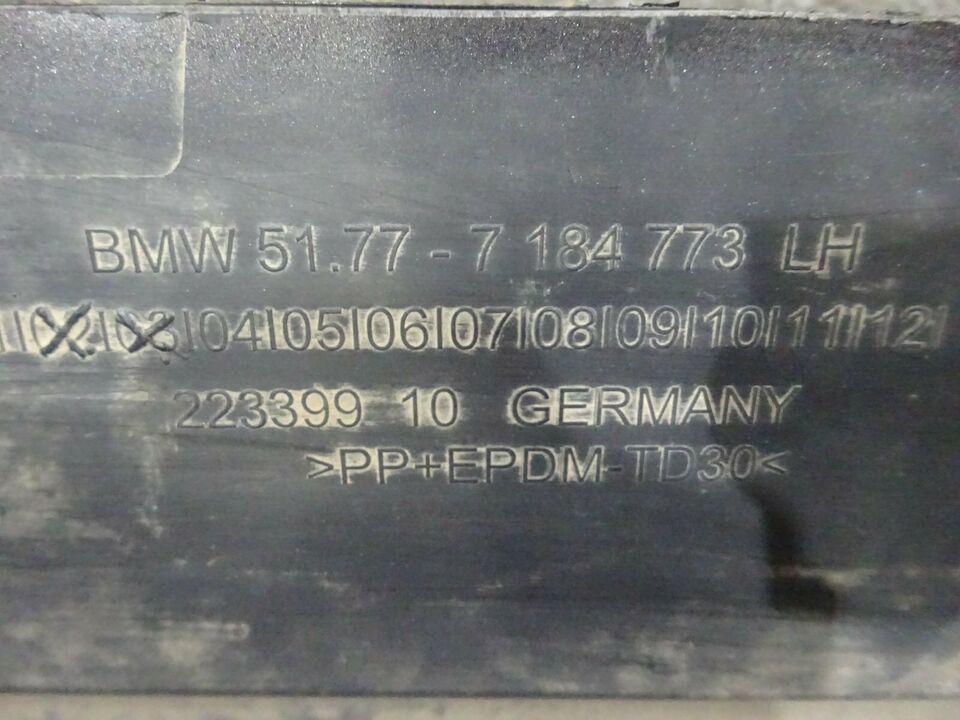 BMW 51.77 - 7 184 773 LH
|02|03|04|05|06|07|08|09|10|11|12|
223399 10 GERMANY
>PP+EPDM-TD30<